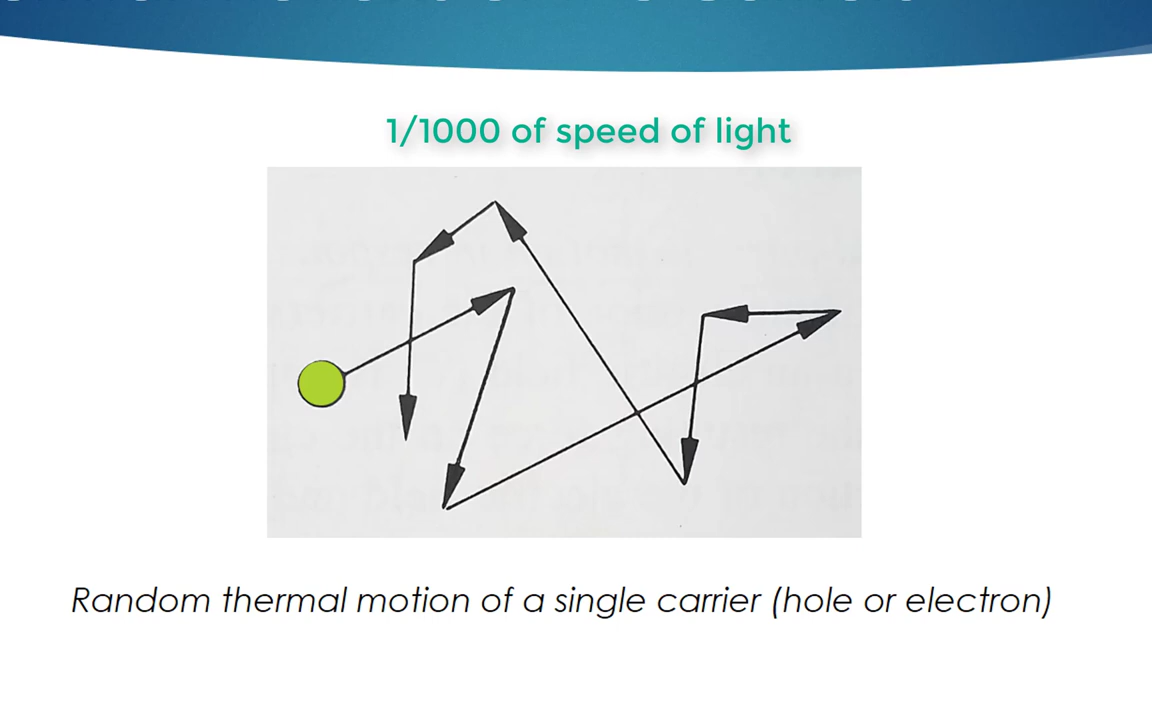 1/1000 of speed of light
Random thermal motion of a single carrier (hole or electron)